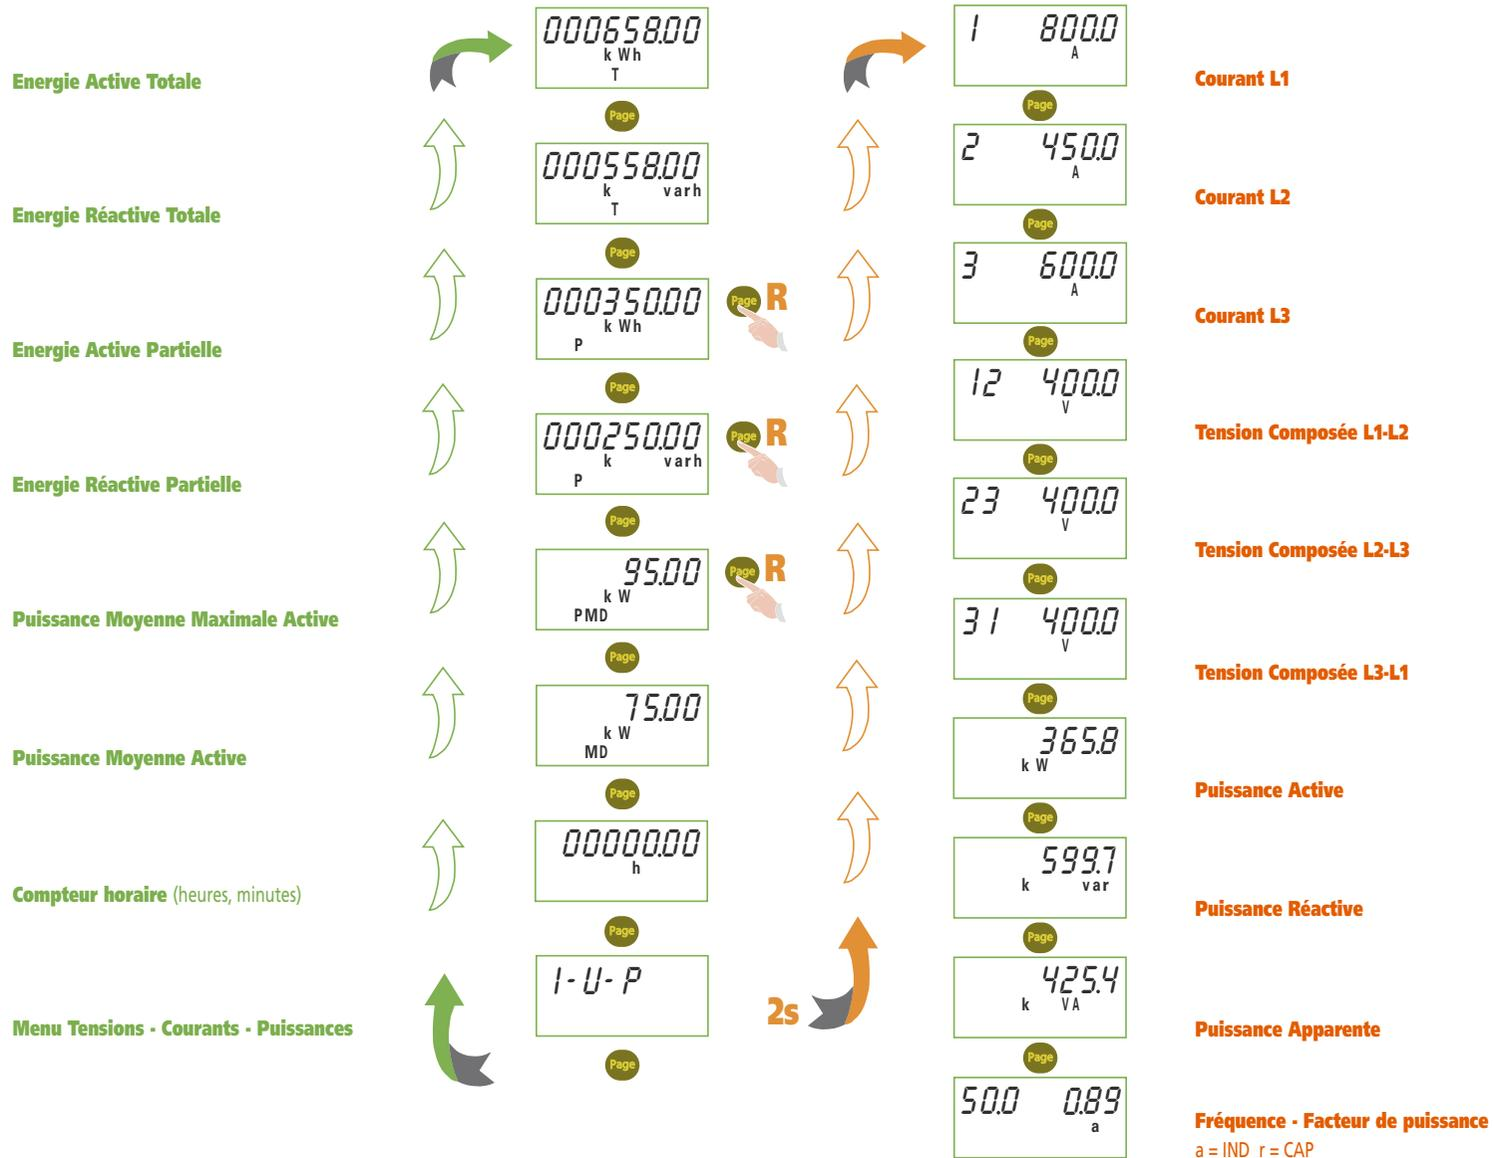 Energie Active Totale
000658.00
k Wh
T
Page
Energie Réactive Totale
000558.00
k varh
T
Page
Energie Active Partielle
000350.00
k Wh
P
Page R
Page
Energie Réactive Partielle
000250.00
k varh
P
Page R
Page
Puissance Moyenne Maximale Active
95.00
k W
PMD
Page R
Page
Puissance Moyenne Active
75.00
k W
MD
Page
Compteur horaire (heures, minutes)
00000.00
h
Page
Menu Tensions - Courants - Puissances
I-U-P
Page
2s
1 800.0
A
Courant L1
Page
2 450.0
A
Courant L2
Page
3 600.0
A
Courant L3
Page
12 400.0
V
Tension Composée L1-L2
Page
23 400.0
V
Tension Composée L2-L3
Page
31 400.0
V
Tension Composée L3-L1
Page
365.8
k W
Puissance Active
Page
599.7
k var
Puissance Réactive
Page
425.4
k VA
Puissance Apparente
Page
50.0 0.89
a
Fréquence - Facteur de puissance
a = IND r = CAP